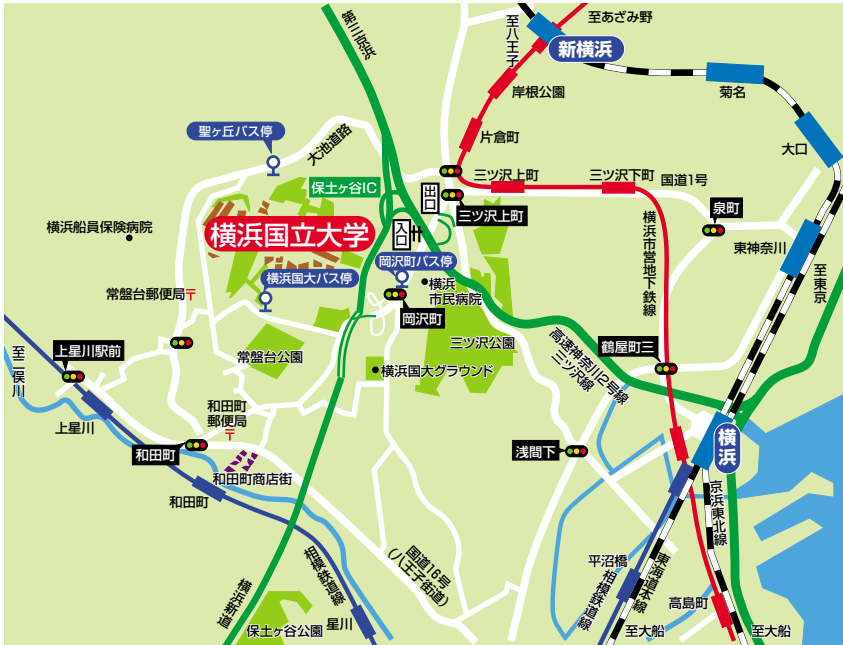 至あざみ野
第三京浜
至八王子
新横浜
岸根公園
菊名
片倉町
大口
聖ヶ丘バス停
大池道路
三ツ沢上町
三ツ沢下町
国道1号
保土ヶ谷IC
出口
三ツ沢上町
泉町
横浜船員保険病院
横浜国立大学
入口
横浜市営地下鉄線
東神奈川
岡沢町バス停
横浜国大バス停
横浜
市民病院
至東京
常盤台郵便局〒
岡沢町
上星川駅前
至二俣川
常盤台公園
三ツ沢公園
高速神奈川2号線
三ツ沢線
鶴屋町三
横浜国大グラウンド
上星川
和田町
郵便局
〒
横浜
和田町
浅間下
和田町商店街
和田町
京浜東北線
国道16号
(八王子街道)
相模鉄道線
平沼橋
相模鉄道線
東海道本線
横浜新道
高島町
保土ヶ谷公園
星川
至大船
至大船